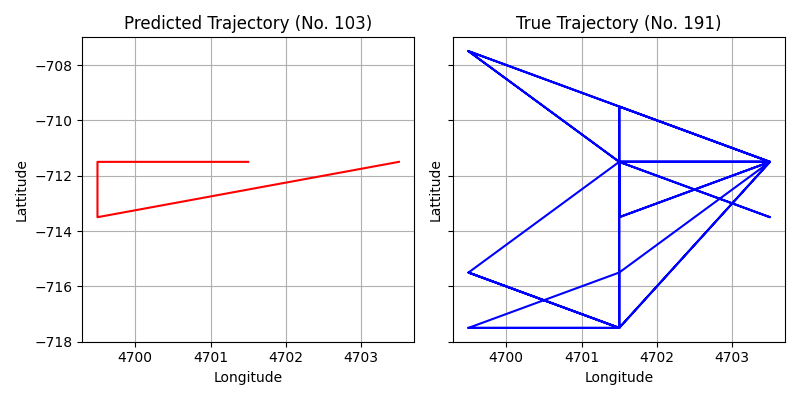 Predicted Trajectory (No. 103)
True Trajectory (No. 191)
Lattitude
−708
−710
−712
−714
−716
−718
4700
4701
4702
4703
Longitude
Lattitude
4700
4701
4702
4703
Longitude